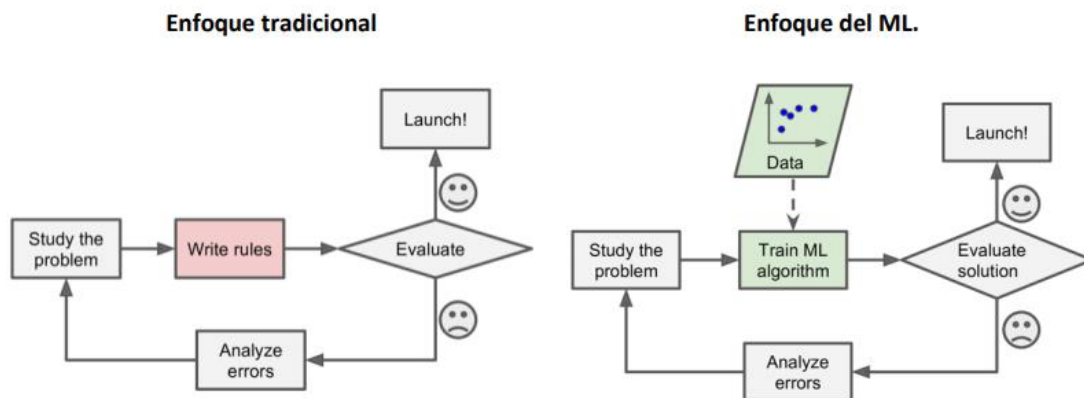 Enfoque tradicional
Launch!
Study the
problem
Write rules
Evaluate
Analyze
errors
Enfoque del ML.
Data
Launch!
Study the
problem
Train ML
algorithm
Evaluate
solution
Analyze
errors